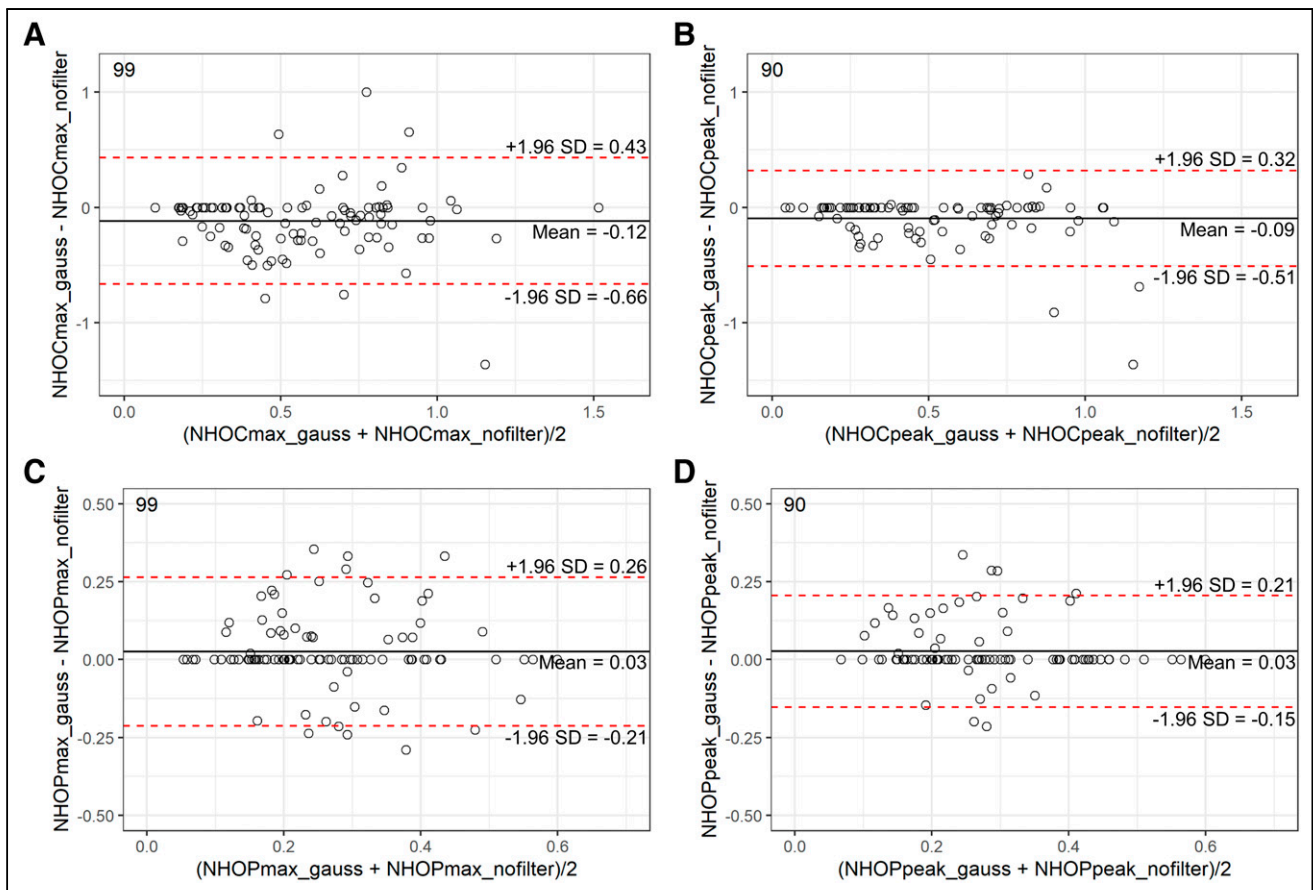 A
NHOCmax_gauss - NHOCmax_nofilter
99
1
0
-1
+1.96 SD = 0.43
Mean = -0.12
-1.96 SD = -0.66
0.0 0.5 1.0 1.5
(NHOCmax_gauss + NHOCmax_nofilter)/2
B
NHOCpeak_gauss - NHOCpeak_nofilter
90
1
0
-1
+1.96 SD = 0.32
Mean = -0.09
-1.96 SD = -0.51
0.0 0.5 1.0 1.5
(NHOCpeak_gauss + NHOCpeak_nofilter)/2
C
NHOPmax_gauss - NHOPmax_nofilter
99
0.50
0.25
0.00
-0.25
-0.50
+1.96 SD = 0.26
Mean = 0.03
-1.96 SD = -0.21
0.0 0.2 0.4 0.6
(NHOPmax_gauss + NHOPmax_nofilter)/2
D
NHOPpeak_gauss - NHOPpeak_nofilter
90
0.50
0.25
0.00
-0.25
-0.50
+1.96 SD = 0.21
Mean = 0.03
-1.96 SD = -0.15
0.0 0.2 0.4 0.6
(NHOPpeak_gauss + NHOPpeak_nofilter)/2